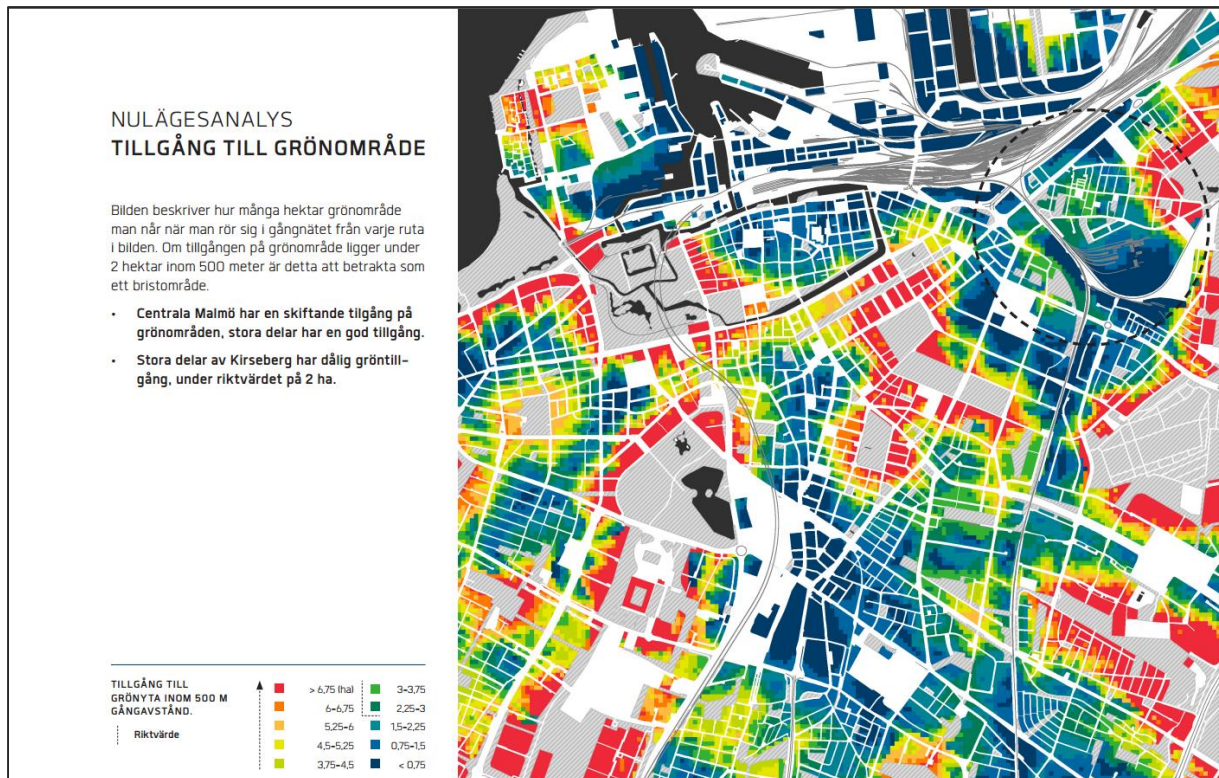 NULÄGESANALYS
TILLGÅNG TILL GRÖNOMRÅDE
Bilden beskriver hur många hektar grönområde
man når när man rör sig i gångnätet från varje ruta
i bilden. Om tillgången på grönområde ligger under
2 hektar inom 500 meter är detta att betrakta som
ett bristområde.
• Centrala Malmö har en skiftande tilgång på
grönområden, stora delar har en god tillgång.
• Stora delar av Kirseberg har dålig gröntill-
gång, under riktvärdet på 2 ha.
TILLGÅNG TILL
GRÖNYTA INOM 500 M
GÅNGAVSTÅND.
Riktvärde
> 6,75 (ha)
6-6,75
5,25-6
4,5-5,25
3,75-4,5
3-3,75
2,25-3
1,5-2,25
0,75-1,5
< 0,75